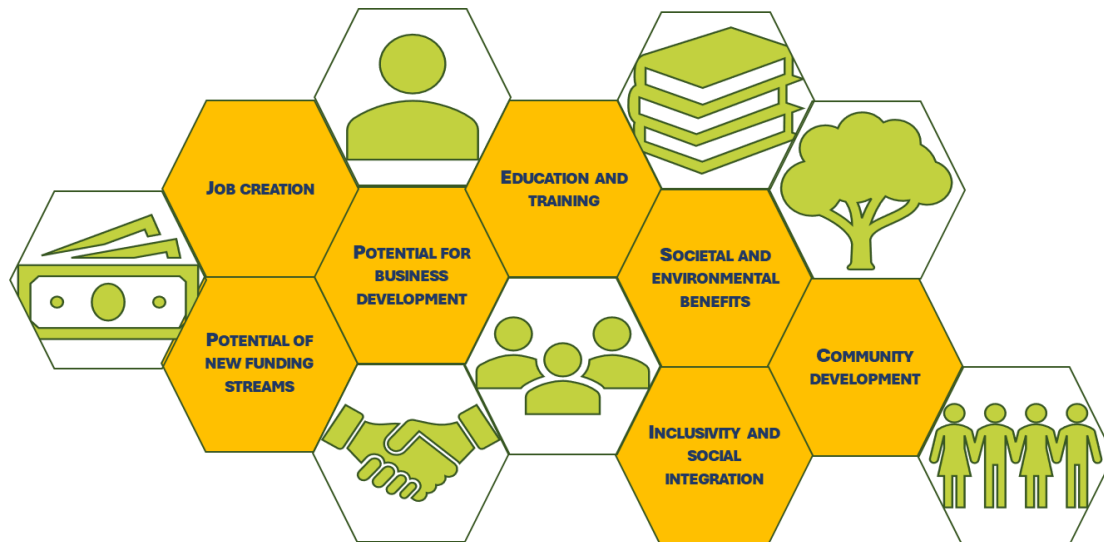 JOB CREATION
EDUCATION AND
TRAINING
POTENTIAL FOR
BUSINESS
DEVELOPMENT
SOCIETAL AND
ENVIRONMENTAL
BENEFITS
POTENTIAL OF
NEW FUNDING
STREAMS
COMMUNITY
DEVELOPMENT
INCLUSIVITY AND
SOCIAL
INTEGRATION